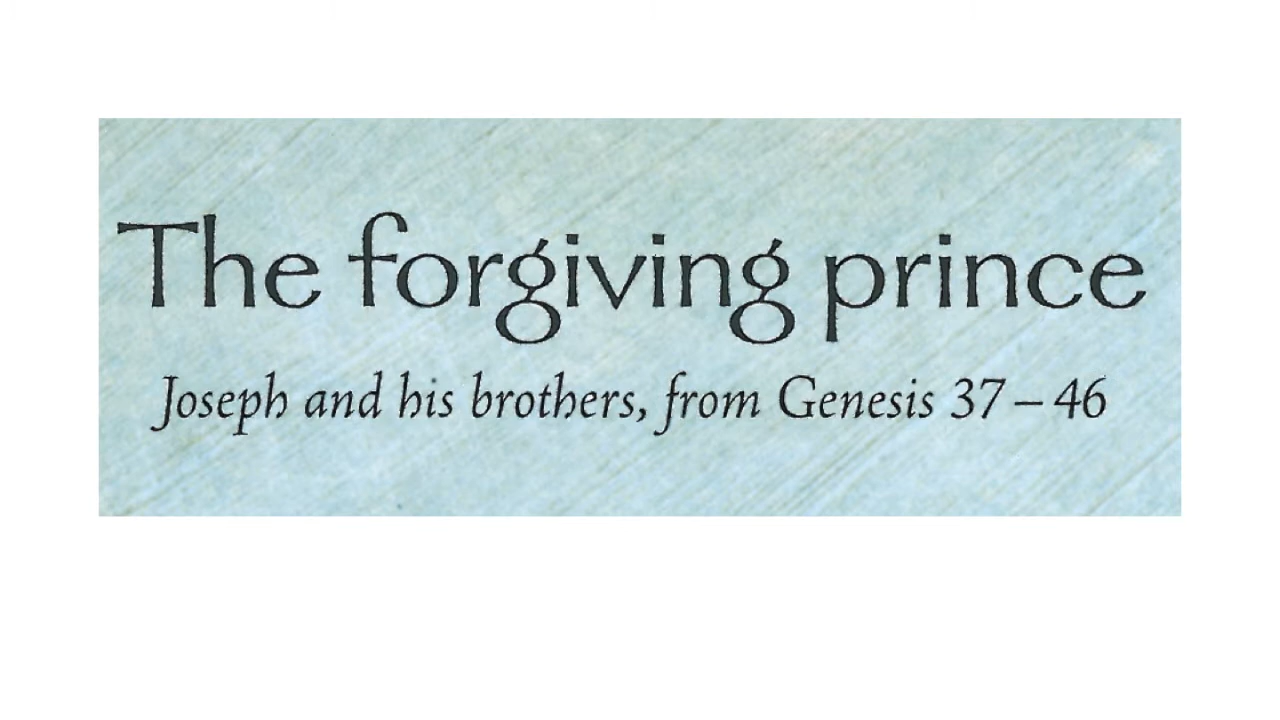 The forgiving prince
Joseph and his brothers, from Genesis 37 – 46